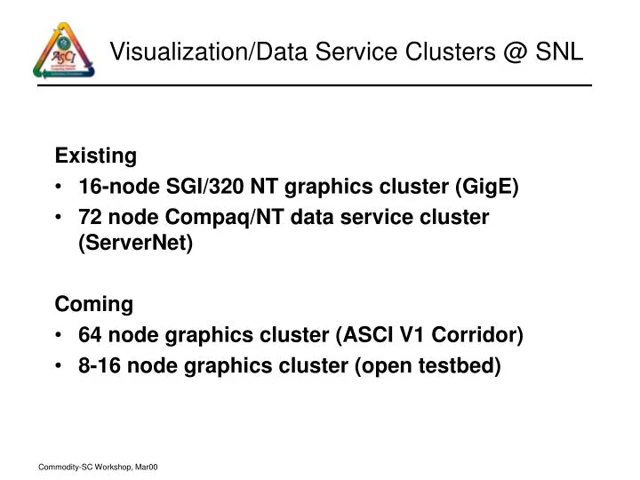 ASCI
Visualization/Data Service Clusters @ SNL
Existing
• 16-node SGI/320 NT graphics cluster (GigE)
• 72 node Compaq/NT data service cluster
(ServerNet)
Coming
• 64 node graphics cluster (ASCI V1 Corridor)
• 8-16 node graphics cluster (open testbed)
Commodity-SC Workshop, Mar00